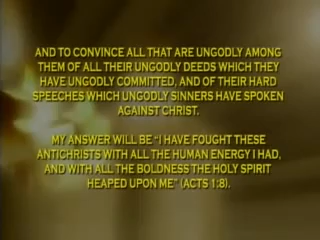 AND TO CONVINCE ALL THAT ARE UNGODLY AMONG
THEM OF ALL THEIR UNGODLY DEEDS WHICH THEY
HAVE UNGODLY COMMITTED, AND OF THEIR HARD
SPEECHES WHICH UNGODLY SINNERS HAVE SPOKEN
AGAINST CHRIST.
MY ANSWER WILL BE “I HAVE FOUGHT THESE
ANTICHRISTS WITH ALL THE HUMAN ENERGY I HAD,
AND WITH ALL THE BOLDNESS THE HOLY SPIRIT
HEAPED UPON ME” (ACTS 1:8).